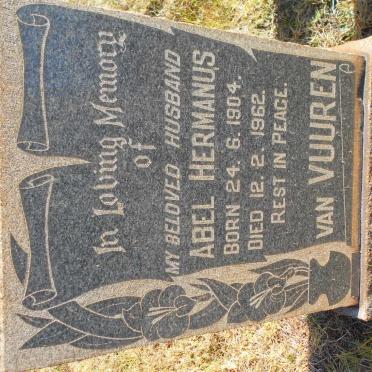 In Loving Memory
of
MY BELOVED HUSBAND
ABEL HERMANUS
BORN 24. 6. 1904.
DIED 12. 2. 1962.
REST IN PEACE.
VAN VUUREN